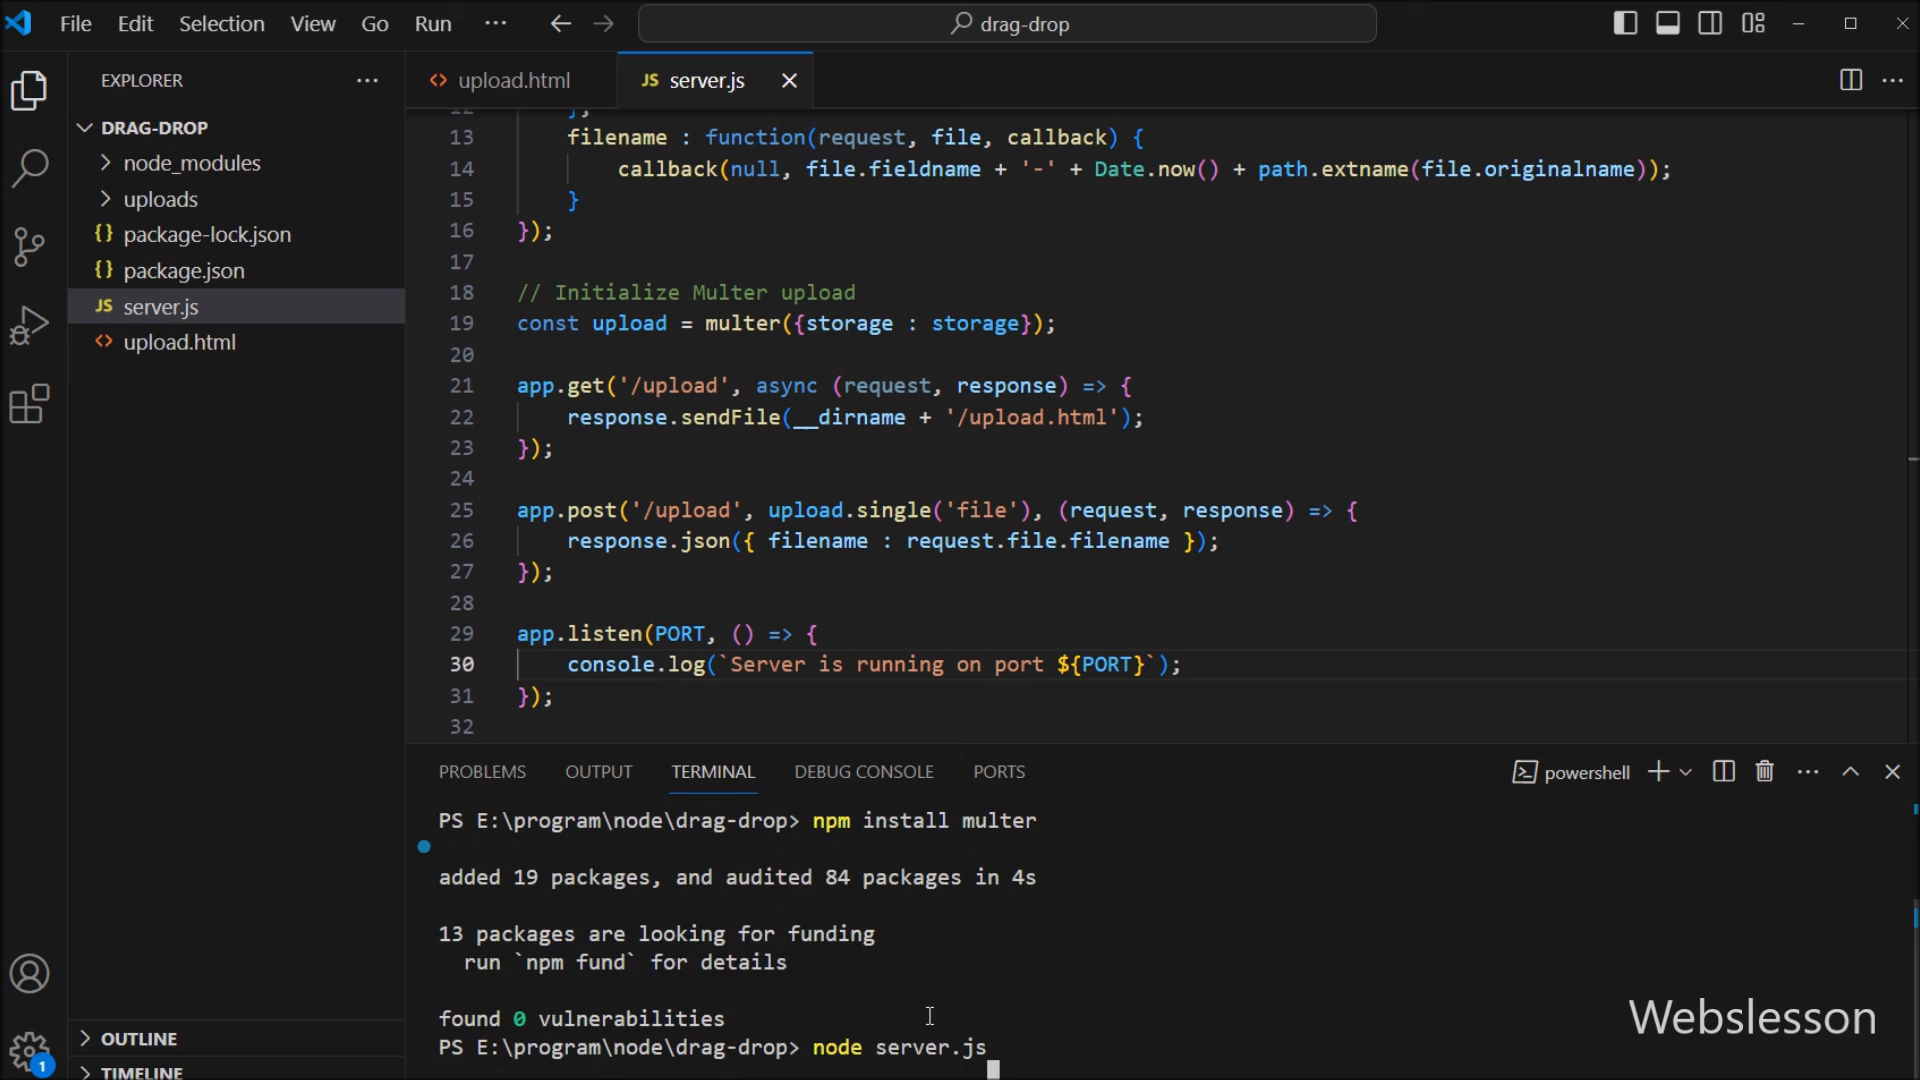 File Edit Selection View Go Run ··· drag-drop
EXPLORER ···
DRAG-DROP
node_modules
uploads
{} package-lock.json
{} package.json
JS server.js
<> upload.html
OUTLINE
TIMELINE
1
<> upload.html JS server.js
12 },
13 filename : function(request, file, callback) {
14 callback(null, file.fieldname + '-' + Date.now() + path.extname(file.originalname));
15 }
16 });
17
18 // Initialize Multer upload
19 const upload = multer({storage : storage});
20
21 app.get('/upload', async (request, response) => {
22 response.sendFile(__dirname + '/upload.html');
23 });
24
25 app.post('/upload', upload.single('file'), (request, response) => {
26 response.json({ filename : request.file.filename });
27 });
28
29 app.listen(PORT, () => {
30 console.log(`Server is running on port ${PORT}`);
31 });
32
PROBLEMS OUTPUT TERMINAL DEBUG CONSOLE PORTS powershell
PS E:\program\node\drag-drop> npm install multer
added 19 packages, and audited 84 packages in 4s
13 packages are looking for funding
run `npm fund` for details
found 0 vulnerabilities
PS E:\program\node\drag-drop> node server.js
Webslesson